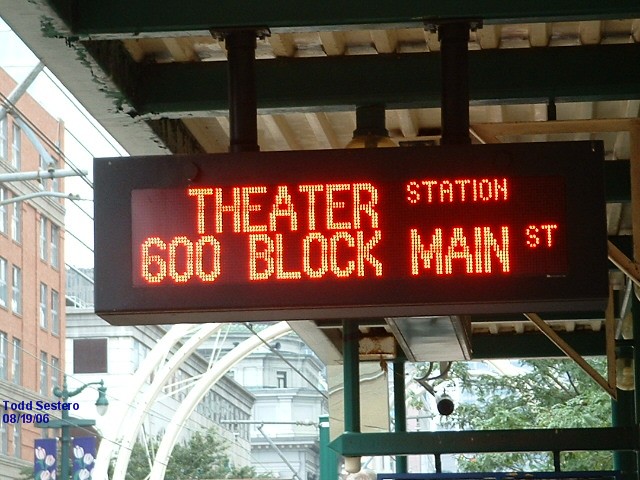 THEATER STATION
600 BLOCK MAIN ST
Todd Sestero
08/19/06